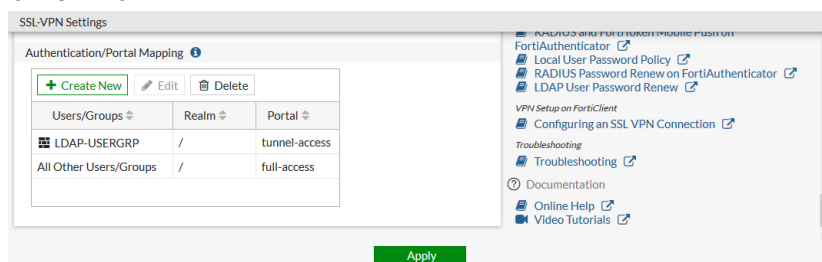 SSL-VPN Settings
Authentication/Portal Mapping
Create New
Edit
Delete
Users/Groups
Realm
Portal
LDAP-USERGRP
/
tunnel-access
All Other Users/Groups
/
full-access
RADIUS and FortiToken Mobile Push on
FortiAuthenticator
Local User Password Policy
RADIUS Password Renew on FortiAuthenticator
LDAP User Password Renew
VPN Setup on FortiClient
Configuring an SSL VPN Connection
Troubleshooting
Troubleshooting
Documentation
Online Help
Video Tutorials
Apply